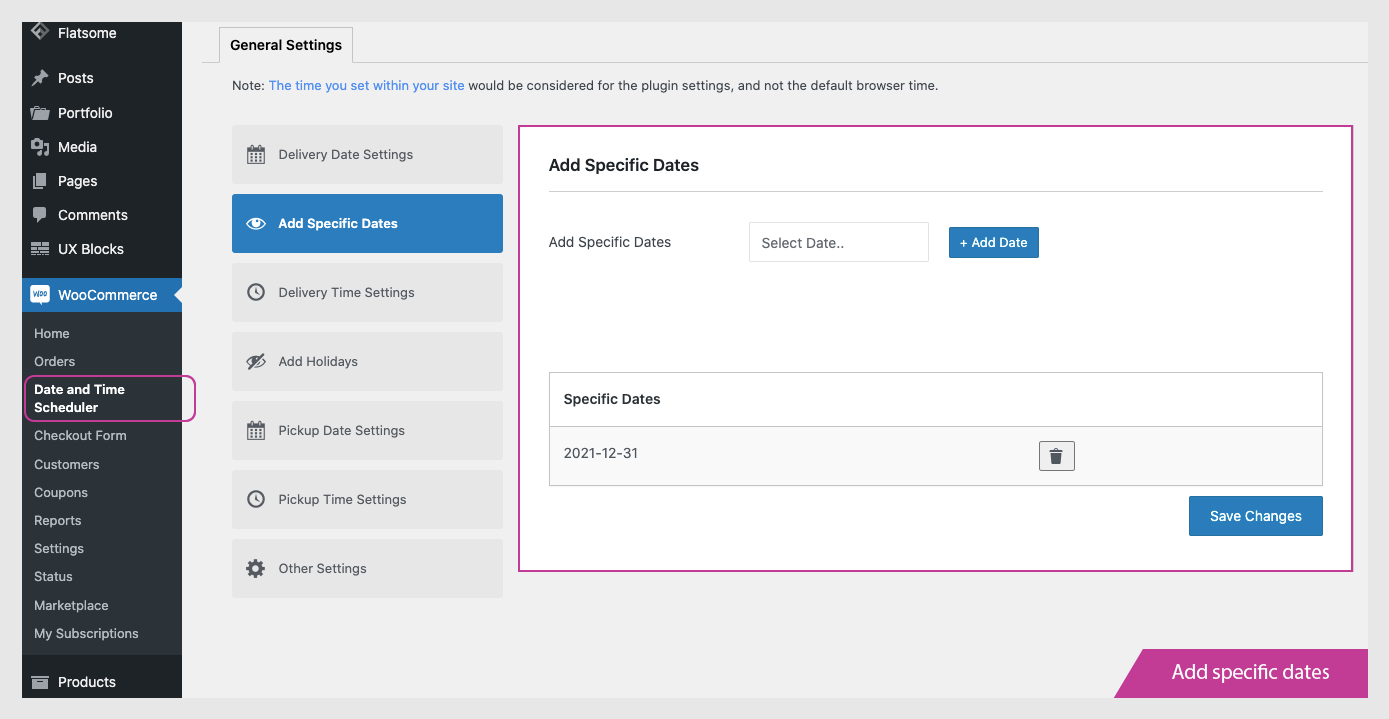 Flatsome
Posts
Portfolio
Media
Pages
Comments
UX Blocks
WOO
WooCommerce
Home
Orders
Date and Time
Scheduler
Checkout Form
Customers
Coupons
Reports
Settings
Status
Marketplace
My Subscriptions
Products
General Settings
Note: The time you set within your site would be considered for the plugin settings, and not the default browser time.
Delivery Date Settings
Add Specific Dates
Delivery Time Settings
Add Holidays
Pickup Date Settings
Pickup Time Settings
Other Settings
Add Specific Dates
Add Specific Dates
Select Date..
+ Add Date
Specific Dates
2021-12-31
Save Changes
Add specific dates